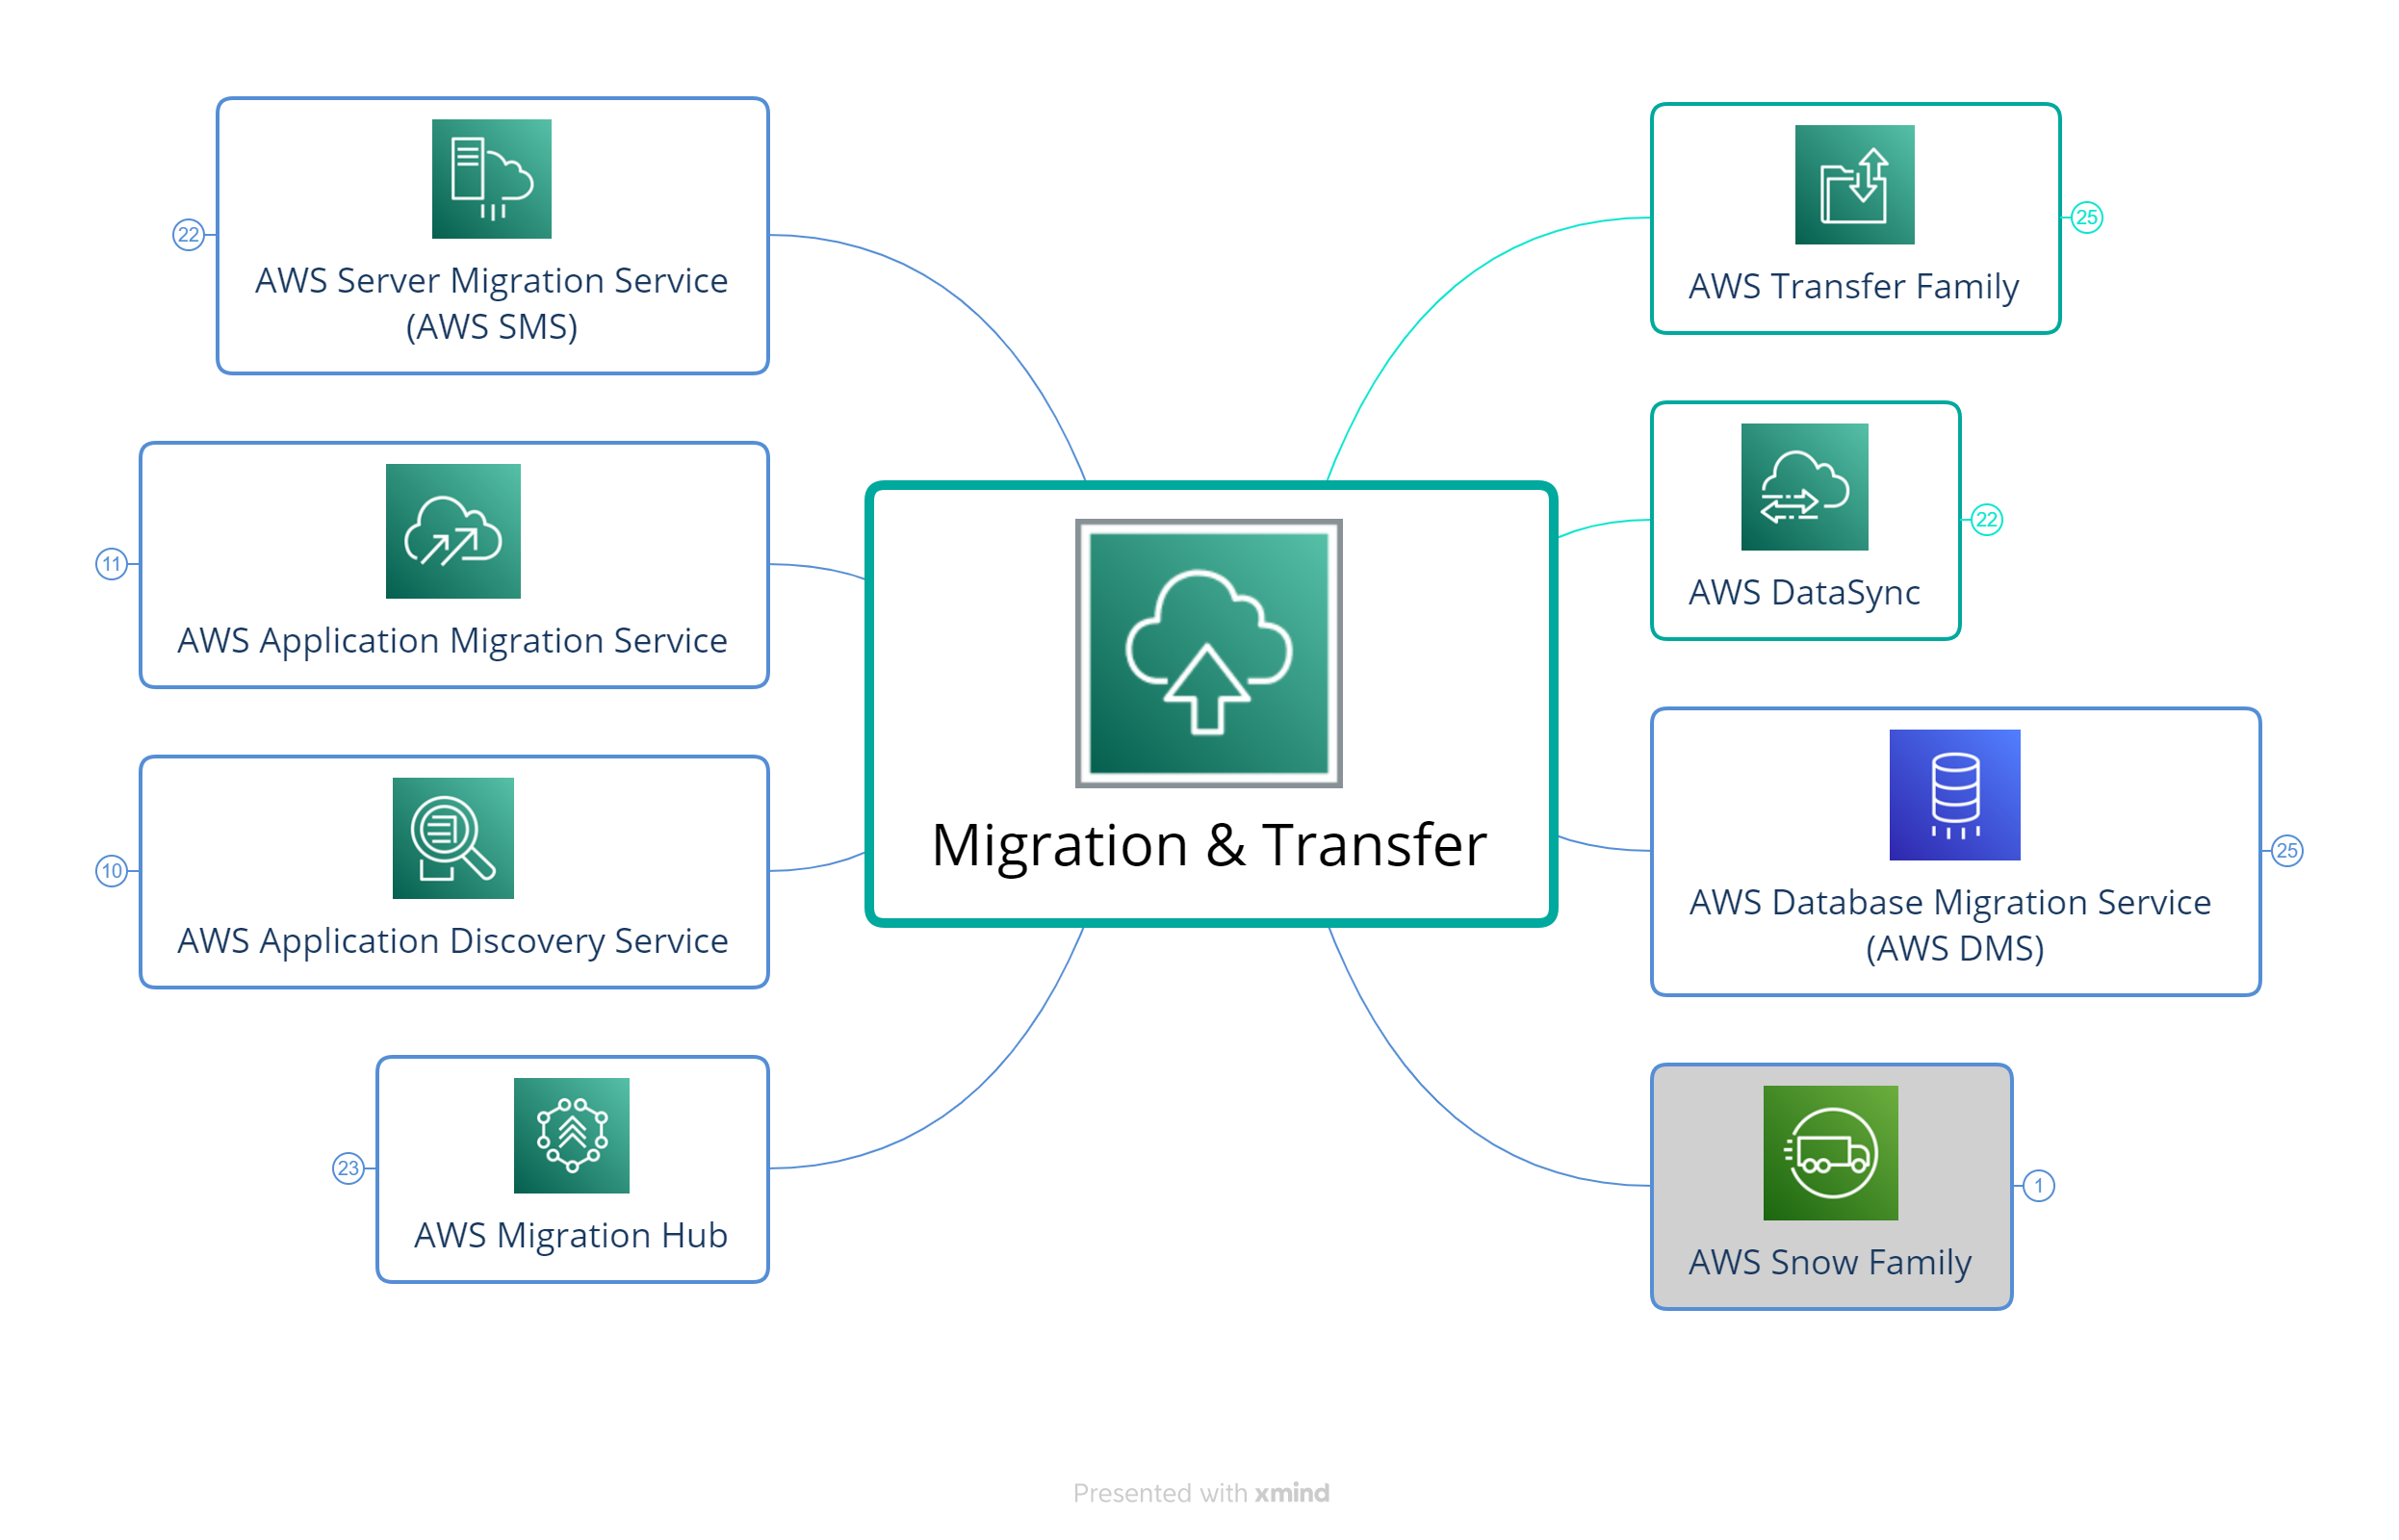 22
AWS Server Migration Service
(AWS SMS)
11
AWS Application Migration Service
10
AWS Application Discovery Service
23
AWS Migration Hub
Migration & Transfer
AWS Transfer Family
25
AWS DataSync
22
AWS Database Migration Service
(AWS DMS)
25
AWS Snow Family
1
Presented with xmind